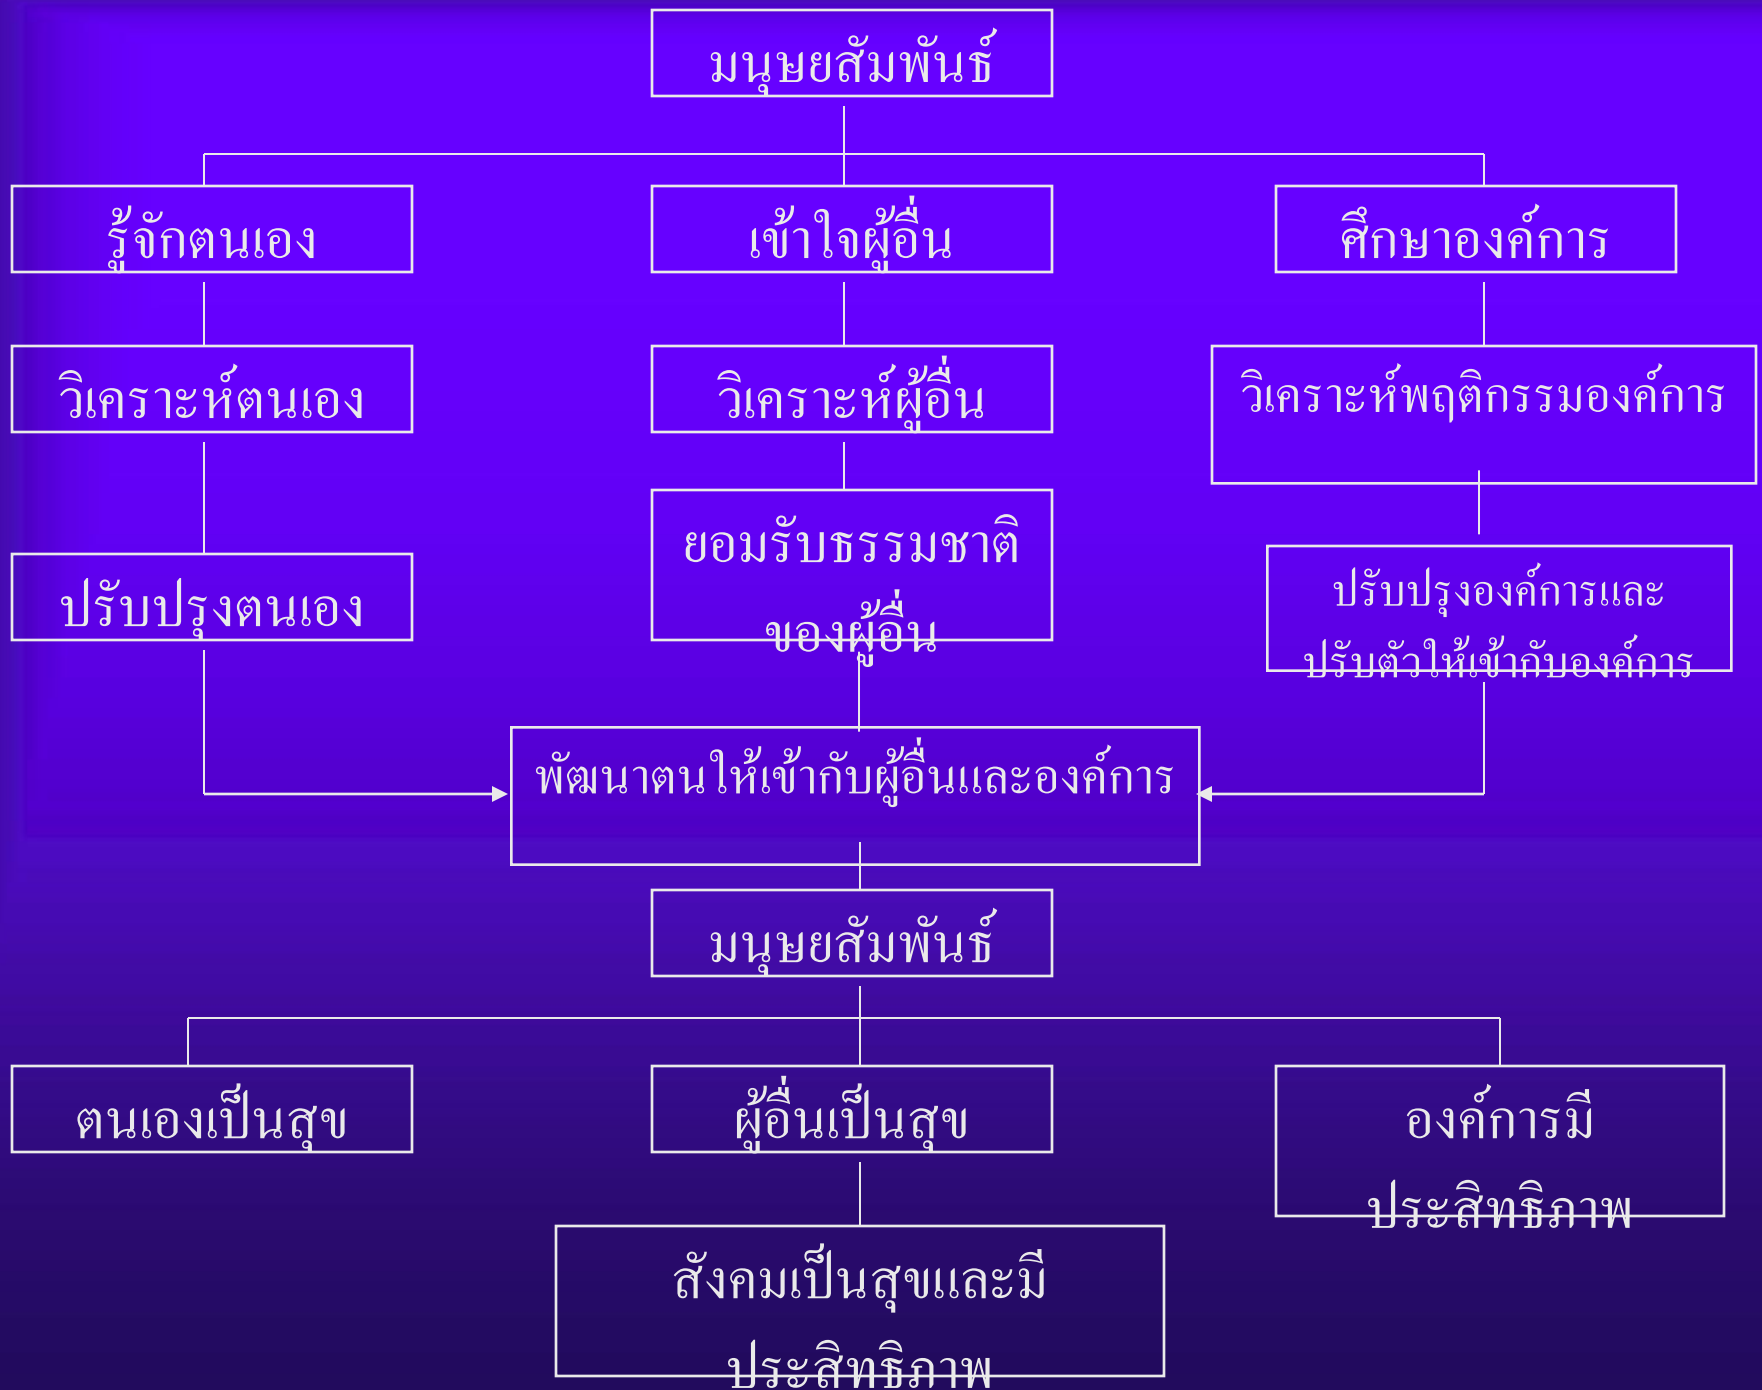 มนุษยสัมพันธ์
รู้จักตนเอง
เข้าใจผู้อื่น
ศึกษาองค์การ
วิเคราะห์ตนเอง
วิเคราะห์ผู้อื่น
วิเคราะห์พฤติกรรมองค์การ
ปรับปรุงตนเอง
ยอมรับธรรมชาติ
ของผู้อื่น
ปรับปรุงองค์การและ
ปรับตัวให้เข้ากับองค์การ
พัฒนาตนให้เข้ากับผู้อื่นและองค์การ
มนุษยสัมพันธ์
ตนเองเป็นสุข
ผู้อื่นเป็นสุข
องค์การมี
ประสิทธิภาพ
สังคมเป็นสุขและมี
ประสิทธิภาพ